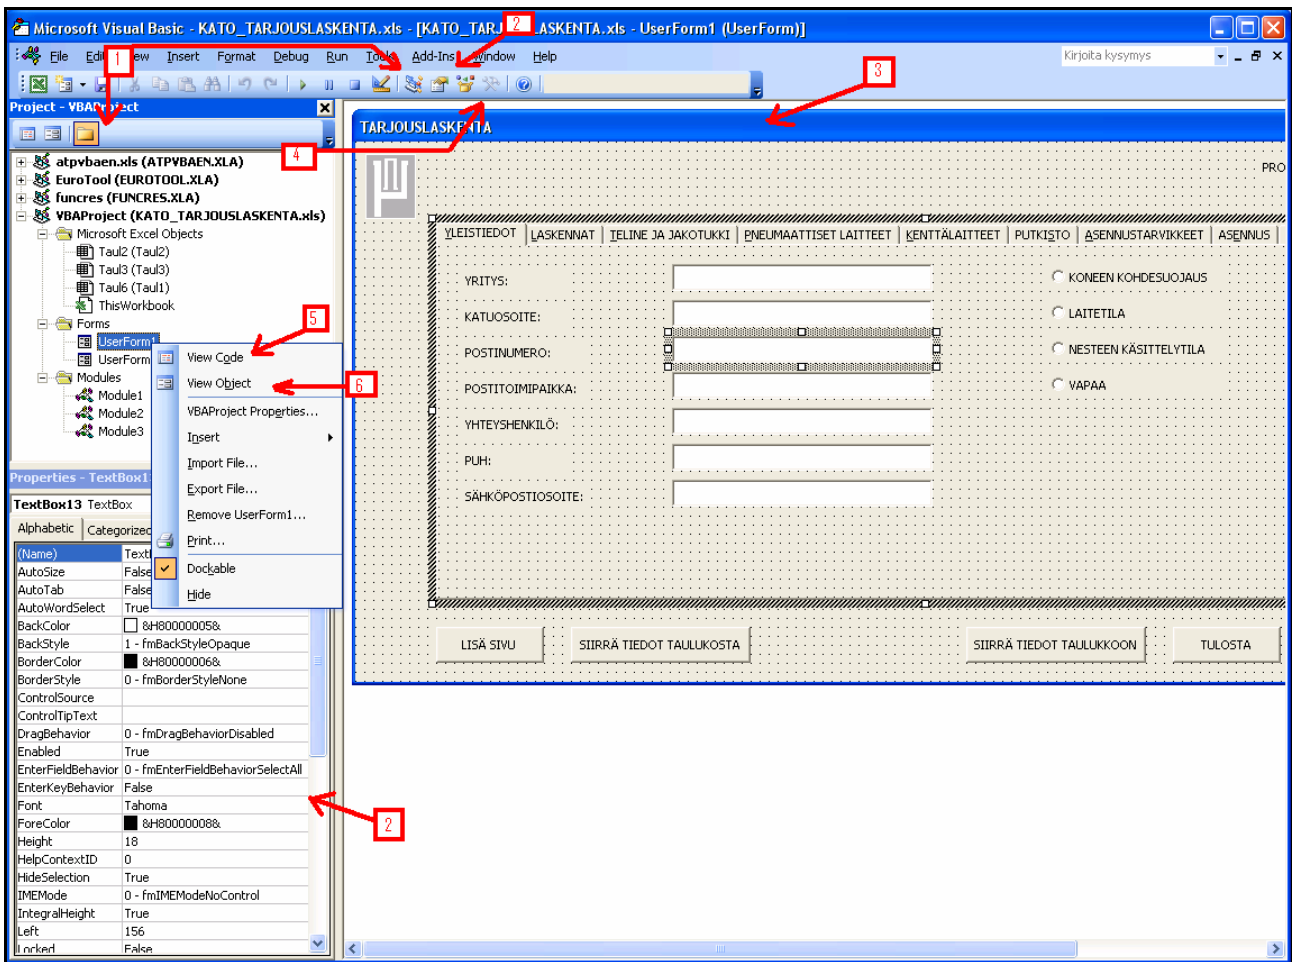 Microsoft Visual Basic - KATO_TARJOUSLASKENTA.xls - [KATO_TARJ ASKENTA.xls - UserForm1 (UserForm)]
2
File Edit ew Insert Format Debug Run Tools Add-Ins Window Help Kirjoita kysymys
1
3
Project - VBAProject
TARJOUSLASKENTA
4
atpvbaen.xls (ATPVBAEN.XLA)
EuroTool (EUROTOOL.XLA)
funcres (FUNCRES.XLA)
VBAProject (KATO_TARJOUSLASKENTA.xls)
Microsoft Excel Objects
Taul2 (Taul2)
Taul3 (Taul3)
Taul6 (Taul1)
ThisWorkbook
Forms
UserForm1
UserForm
Modules
Module1
Module2
Module3
5
View Code
View Object
6
VBAProject Properties...
Insert
Import File...
Export File...
Remove UserForm1...
Print...
Dockable
Hide
PRO
YLEISTIEDOT LASKENNAT TELINE JA JAKOTUKKI PNEUMAATTISET LAITTEET KENTTÄLAITTEET PUTKISTO ASENNUSTARVIKKEET ASENNUS
YRITYS:
KATUOSOITE:
POSTINUMERO:
POSTITOIMIPAIKKA:
YHTEYSHENKILÖ:
PUH:
SÄHKÖPOSTIOSOITE:
KONEEN KOHDESUOJAUS
LAITETILA
NESTEEN KÄSITTELYTILA
VAPAA
LISÄ SIVU SIIRRÄ TIEDOT TAULUKOSTA SIIRRÄ TIEDOT TAULUKKOON TULOSTA
Properties - TextBox1
TextBox13 TextBox
Alphabetic Categorized
(Name) Text
AutoSize False
AutoTab False
AutoWordSelect True
BackColor &H80000005&
BackStyle 1 - fmBackStyleOpaque
BorderColor &H80000006&
BorderStyle 0 - fmBorderStyleNone
ControlSource
ControlTipText
DragBehavior 0 - fmDragBehaviorDisabled
Enabled True
EnterFieldBehavior 0 - fmEnterFieldBehaviorSelectAll
EnterKeyBehavior False
Font Tahoma
ForeColor &H80000008&
Height 18
HelpContextID 0
HideSelection True
IMEMode 0 - fmIMEModeNoControl
IntegralHeight True
Left 156
Locked False
2